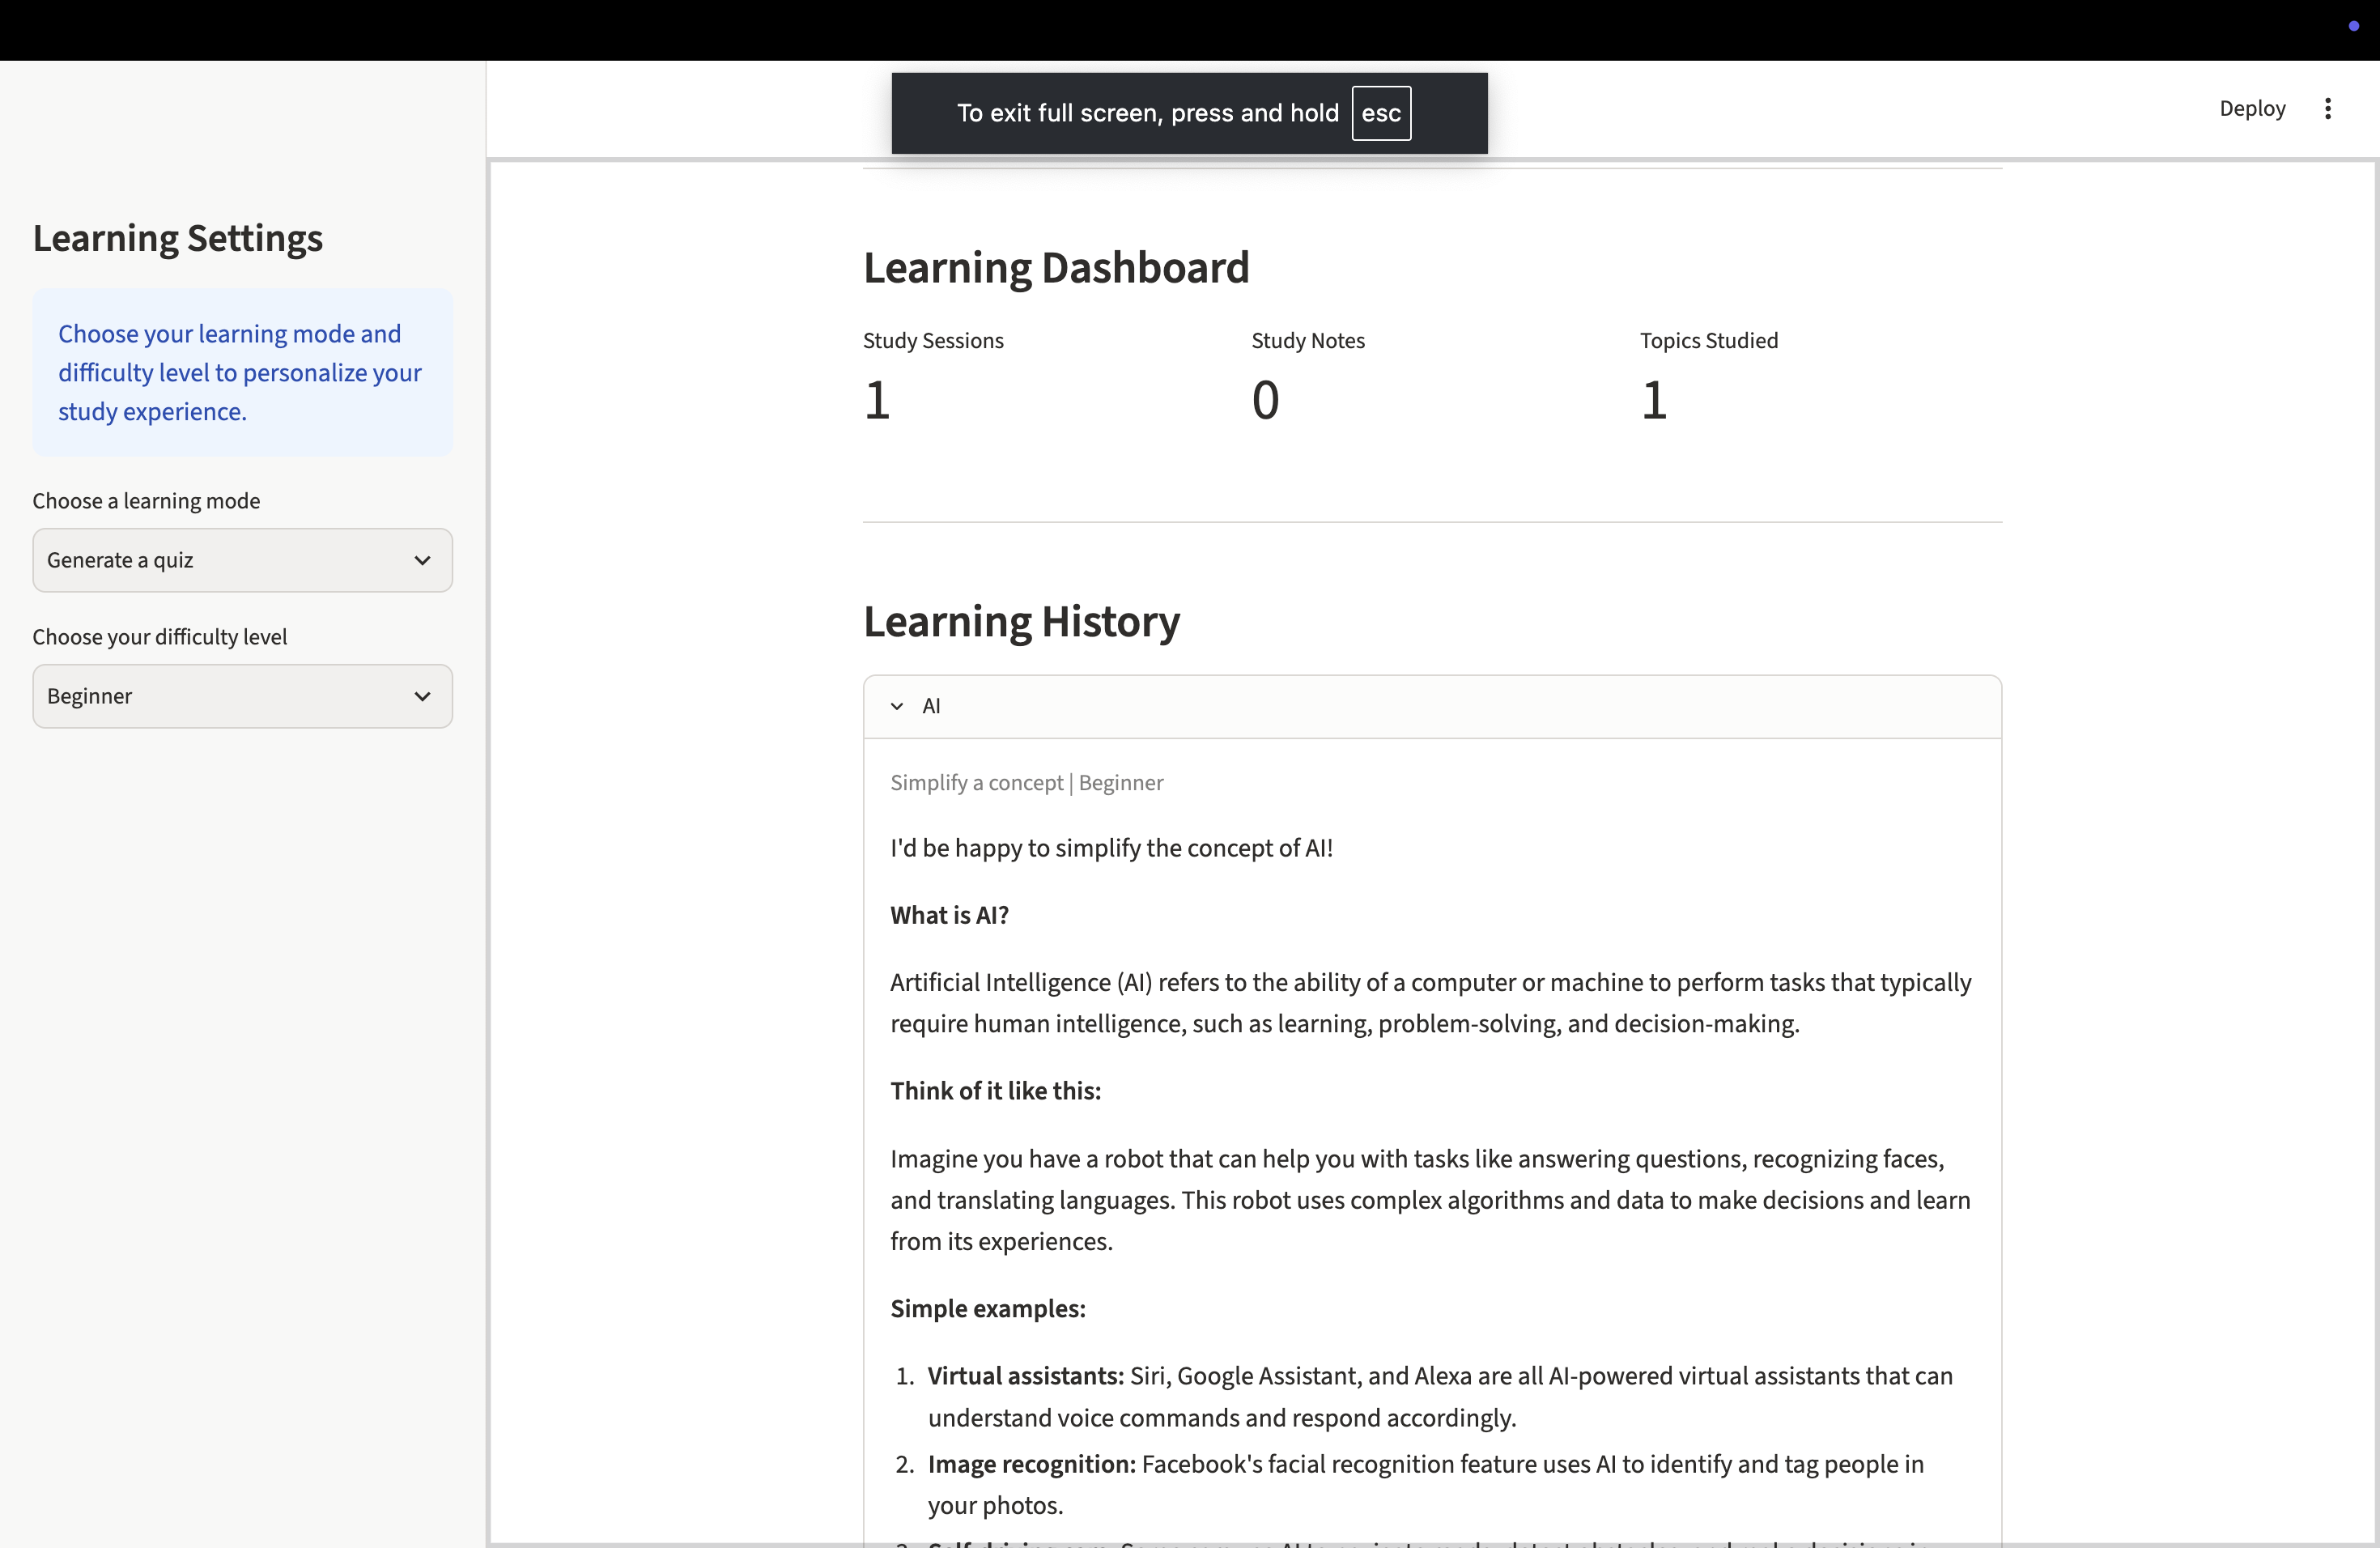 To exit full screen, press and hold esc
Deploy
Learning Settings
Choose your learning mode and
difficulty level to personalize your
study experience.
Choose a learning mode
Generate a quiz
Choose your difficulty level
Beginner
Learning Dashboard
Study Sessions
1
Study Notes
0
Topics Studied
1
Learning History
AI
Simplify a concept | Beginner
I'd be happy to simplify the concept of AI!
What is AI?
Artificial Intelligence (AI) refers to the ability of a computer or machine to perform tasks that typically
require human intelligence, such as learning, problem-solving, and decision-making.
Think of it like this:
Imagine you have a robot that can help you with tasks like answering questions, recognizing faces,
and translating languages. This robot uses complex algorithms and data to make decisions and learn
from its experiences.
Simple examples:
1. Virtual assistants: Siri, Google Assistant, and Alexa are all AI-powered virtual assistants that can
understand voice commands and respond accordingly.
2. Image recognition: Facebook's facial recognition feature uses AI to identify and tag people in
your photos.